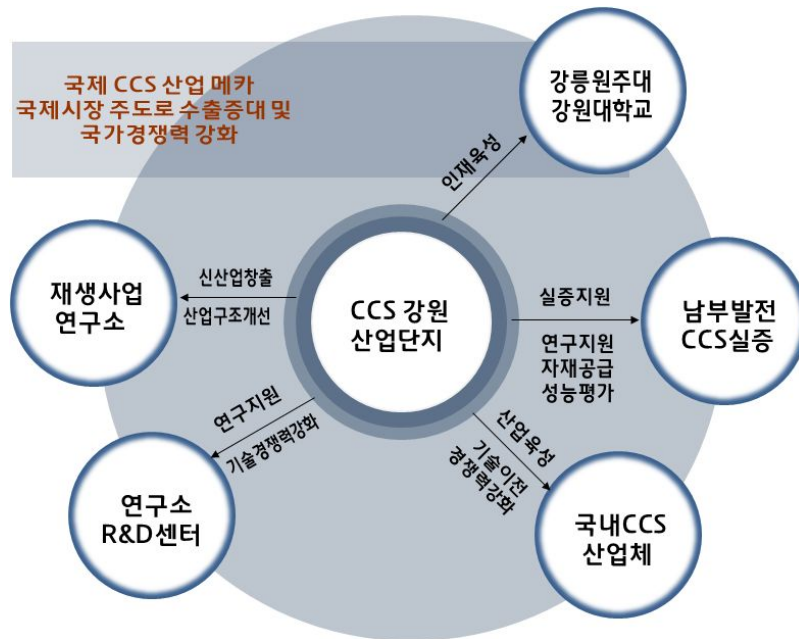 국제 CCS 산업 메카
국제시장 주도로 수출증대 및
국가경쟁력 강화
강릉원주대
강원대학교
인재육성
재생사업
연구소
신산업창출
산업구조개선
CCS 강원
산업단지
실증지원
연구지원
자재공급
성능평가
남부발전
CCS실증
연구지원
기술경쟁력강화
산업육성
기술이전
경쟁력강화
연구소
R&D센터
국내CCS
산업체